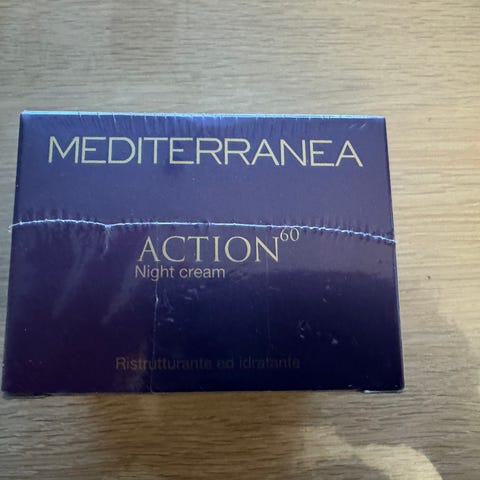 MEDITERRANEA
ACTION⁶⁰
Night cream
Ristrutturante ed idratante